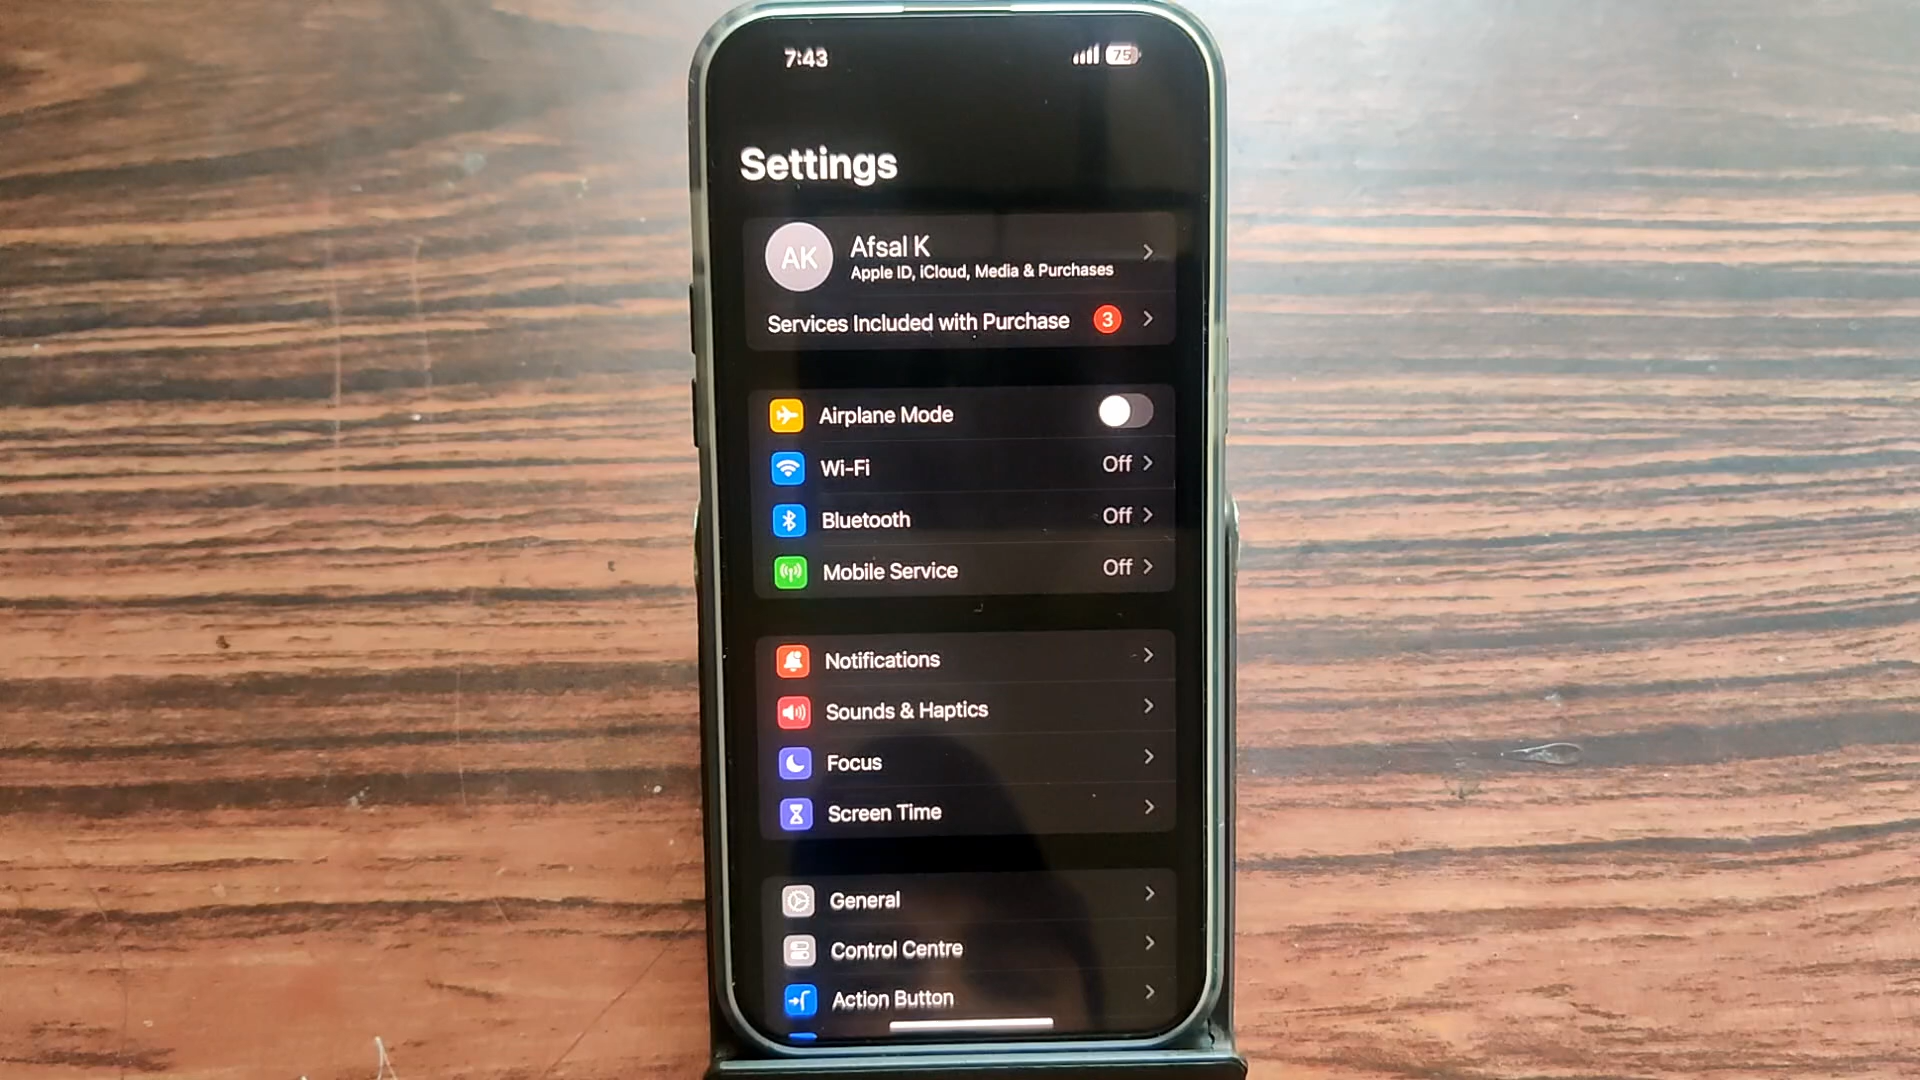 7:43
75
Settings
AK
Afsal K
Apple ID, iCloud, Media & Purchases
Services Included with Purchase 3
Airplane Mode
Wi-Fi Off
Bluetooth Off
Mobile Service Off
Notifications
Sounds & Haptics
Focus
Screen Time
General
Control Centre
Action Button